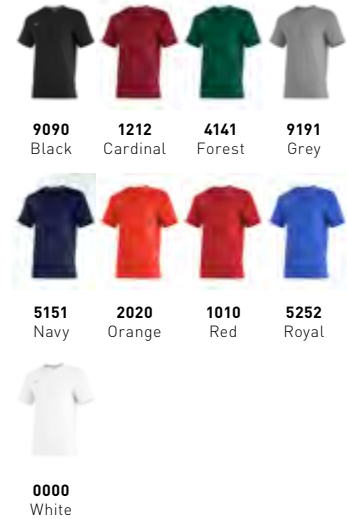 9090 1212 4141 9191
Black Cardinal Forest Grey
5151 2020 1010 5252
Navy Orange Red Royal
0000
White